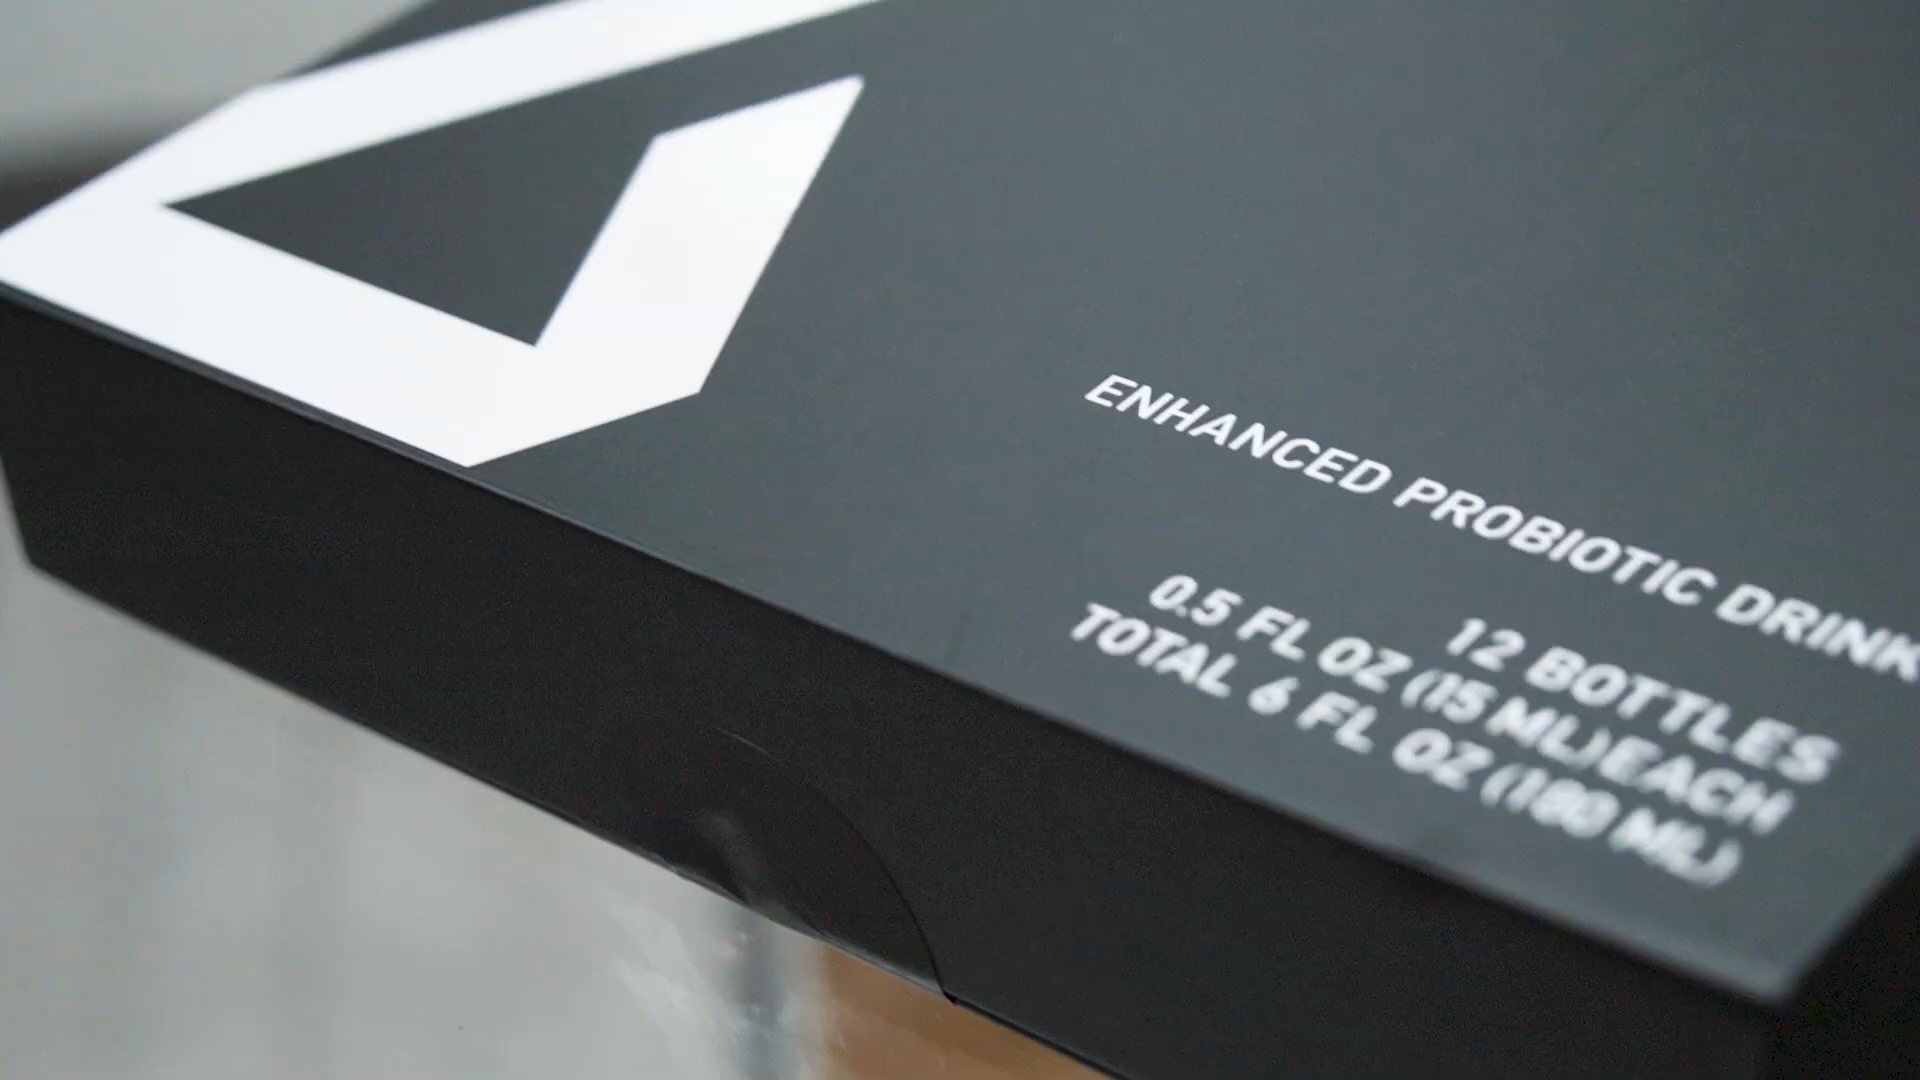 ENHANCED PROBIOTIC DRINK
12 BOTTLES
0.5 FL OZ (15 ML)EACH
TOTAL 6 FL OZ (180 ML)